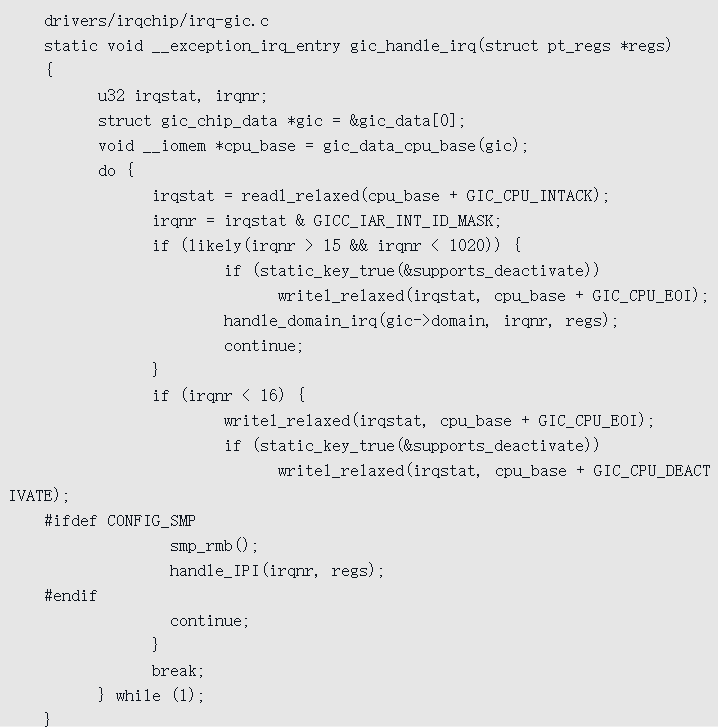 drivers/irqchip/irq-gic.c
static void __exception_irq_entry gic_handle_irq(struct pt_regs *regs)
{
u32 irqstat, irqnr;
struct gic_chip_data *gic = &gic_data[0];
void __iomem *cpu_base = gic_data_cpu_base(gic);
do {
irqstat = readl_relaxed(cpu_base + GIC_CPU_INTACK);
irqnr = irqstat & GICC_IAR_INT_ID_MASK;
if (likely(irqnr > 15 && irqnr < 1020)) {
if (static_key_true(&supports_deactivate))
writel_relaxed(irqstat, cpu_base + GIC_CPU_EOI);
handle_domain_irq(gic->domain, irqnr, regs);
continue;
}
if (irqnr < 16) {
writel_relaxed(irqstat, cpu_base + GIC_CPU_EOI);
if (static_key_true(&supports_deactivate))
writel_relaxed(irqstat, cpu_base + GIC_CPU_DEACT
IVATE);
#ifdef CONFIG_SMP
smp_rmb();
handle_IPI(irqnr, regs);
#endif
continue;
}
break;
} while (1);
}